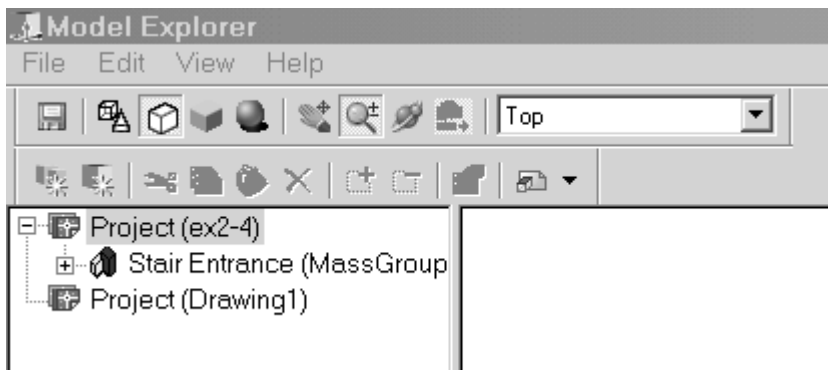 Model Explorer
File Edit View Help
Top
Project (ex2-4)
Stair Entrance (MassGroup
Project (Drawing1)